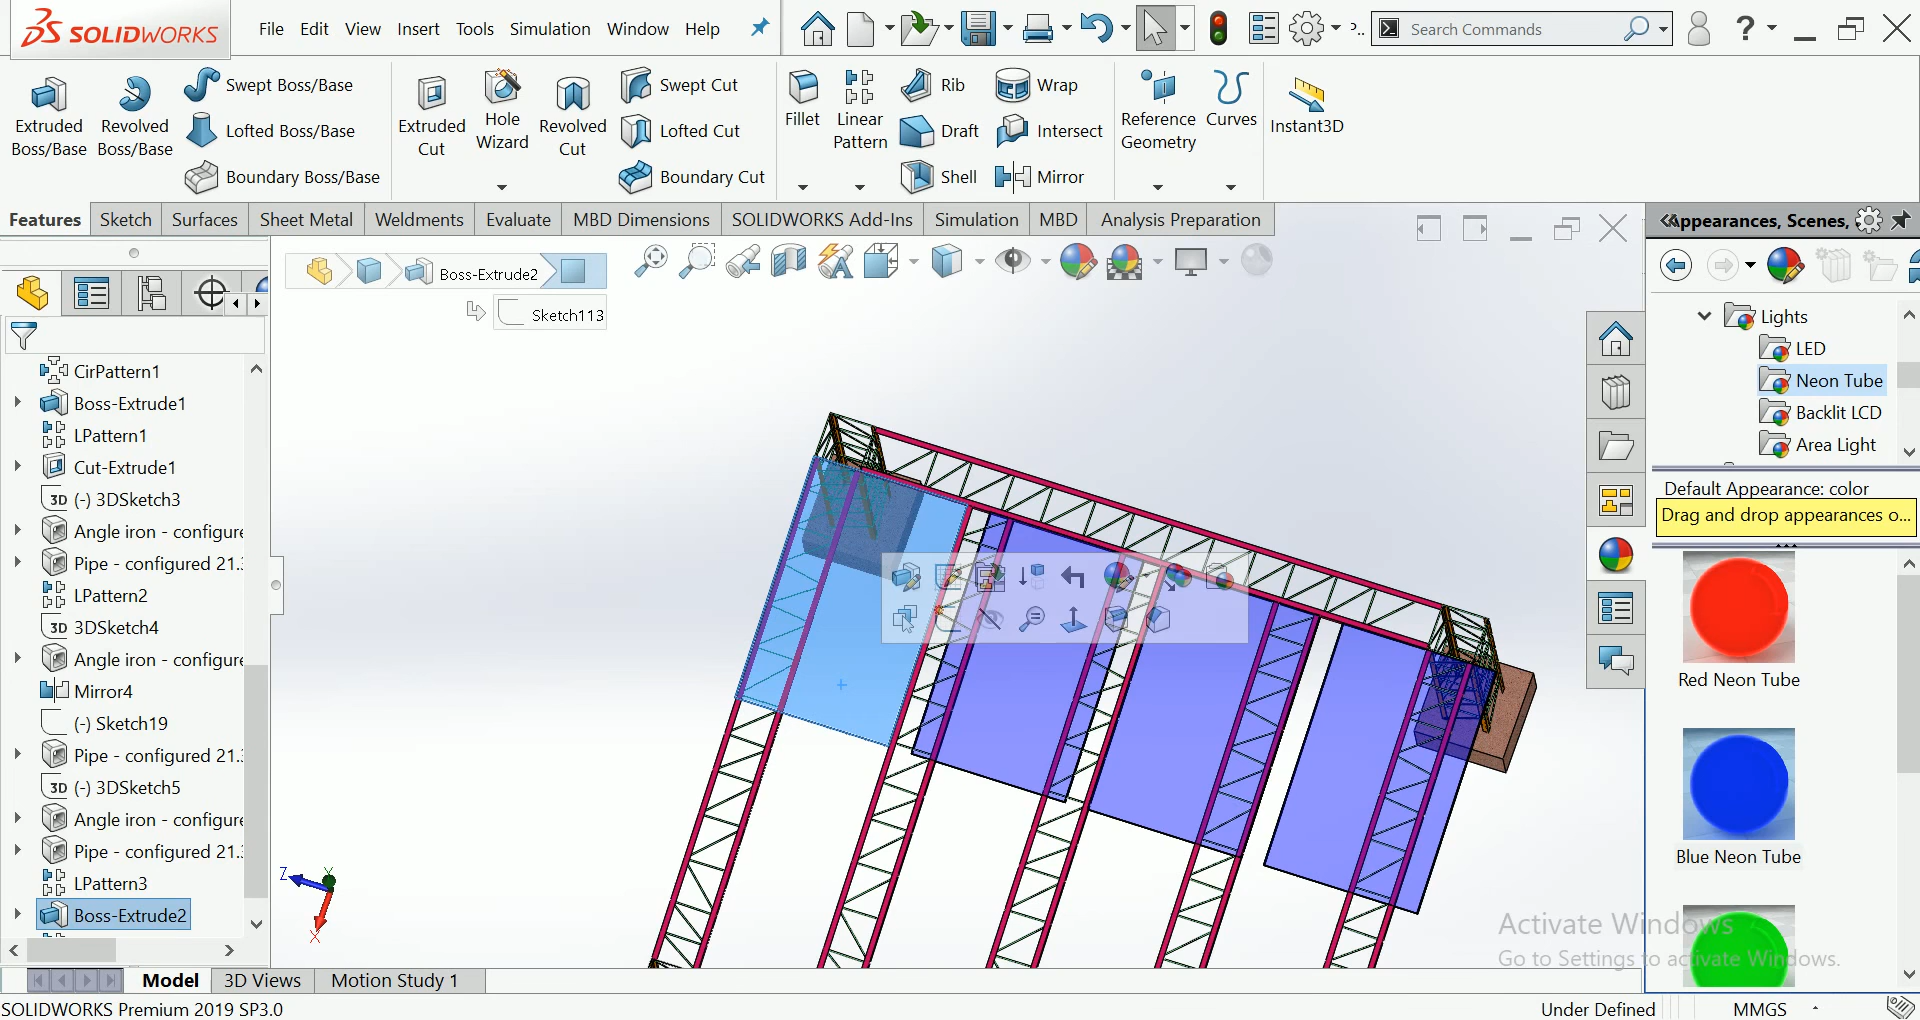 SOLIDWORKS
File Edit View Insert Tools Simulation Window Help
Search Commands
Extruded Boss/Base
Revolved Boss/Base
Swept Boss/Base
Lofted Boss/Base
Boundary Boss/Base
Extruded Cut
Hole Wizard
Revolved Cut
Swept Cut
Lofted Cut
Boundary Cut
Fillet
Linear Pattern
Rib
Draft
Shell
Wrap
Intersect
Mirror
Reference Geometry
Curves
Instant3D
Features Sketch Surfaces Sheet Metal Weldments Evaluate MBD Dimensions SOLIDWORKS Add-Ins Simulation MBD Analysis Preparation
Appearances, Scenes,
Boss-Extrude2
Sketch113
CirPattern1
Boss-Extrude1
LPattern1
Cut-Extrude1
3D (-) 3DSketch3
Angle iron - configure
Pipe - configured 21.
LPattern2
3D 3DSketch4
Angle iron - configure
Mirror4
(-) Sketch19
Pipe - configured 21.
3D (-) 3DSketch5
Angle iron - configure
Pipe - configured 21.
LPattern3
Boss-Extrude2
Z
Y
X
Lights
LED
Neon Tube
Backlit LCD
Area Light
Default Appearance: color
Drag and drop appearances o...
Red Neon Tube
Blue Neon Tube
Activate Windows
Go to Settings to activate Windows.
Model 3D Views Motion Study 1
SOLIDWORKS Premium 2019 SP3.0
Under Defined
MMGS